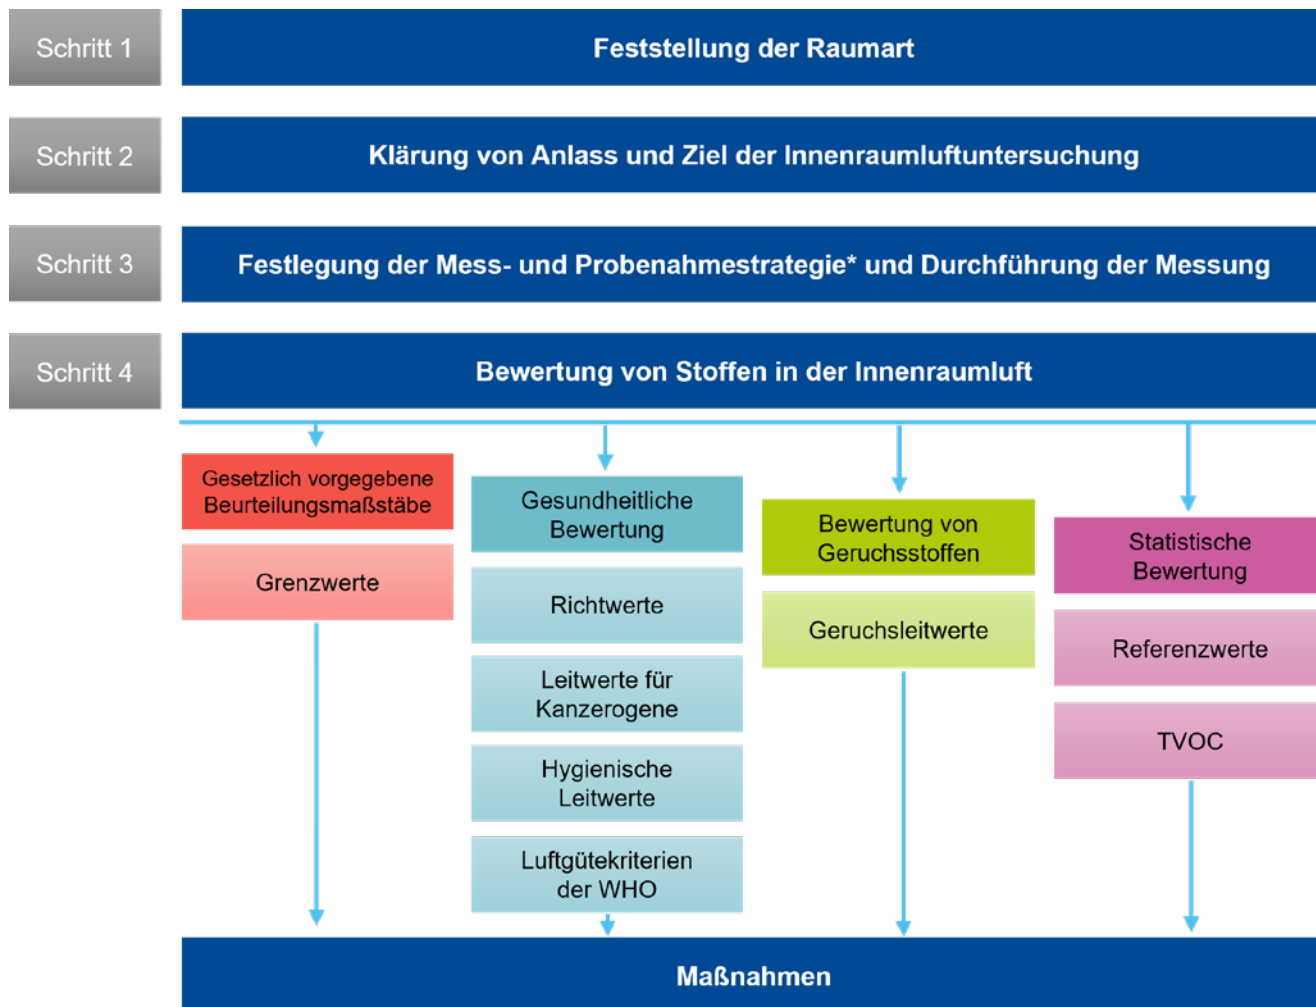 Schritt 1
Feststellung der Raumart
Schritt 2
Klärung von Anlass und Ziel der Innenraumluftuntersuchung
Schritt 3
Festlegung der Mess- und Probenahmestrategie* und Durchführung der Messung
Schritt 4
Bewertung von Stoffen in der Innenraumluft
Gesetzlich vorgegebene
Beurteilungsmaßstäbe
Grenzwerte
Gesundheitliche
Bewertung
Richtwerte
Leitwerte für
Kanzerogene
Hygienische
Leitwerte
Luftgütekriterien
der WHO
Bewertung von
Geruchsstoffen
Geruchsleitwerte
Statistische
Bewertung
Referenzwerte
TVOC
Maßnahmen